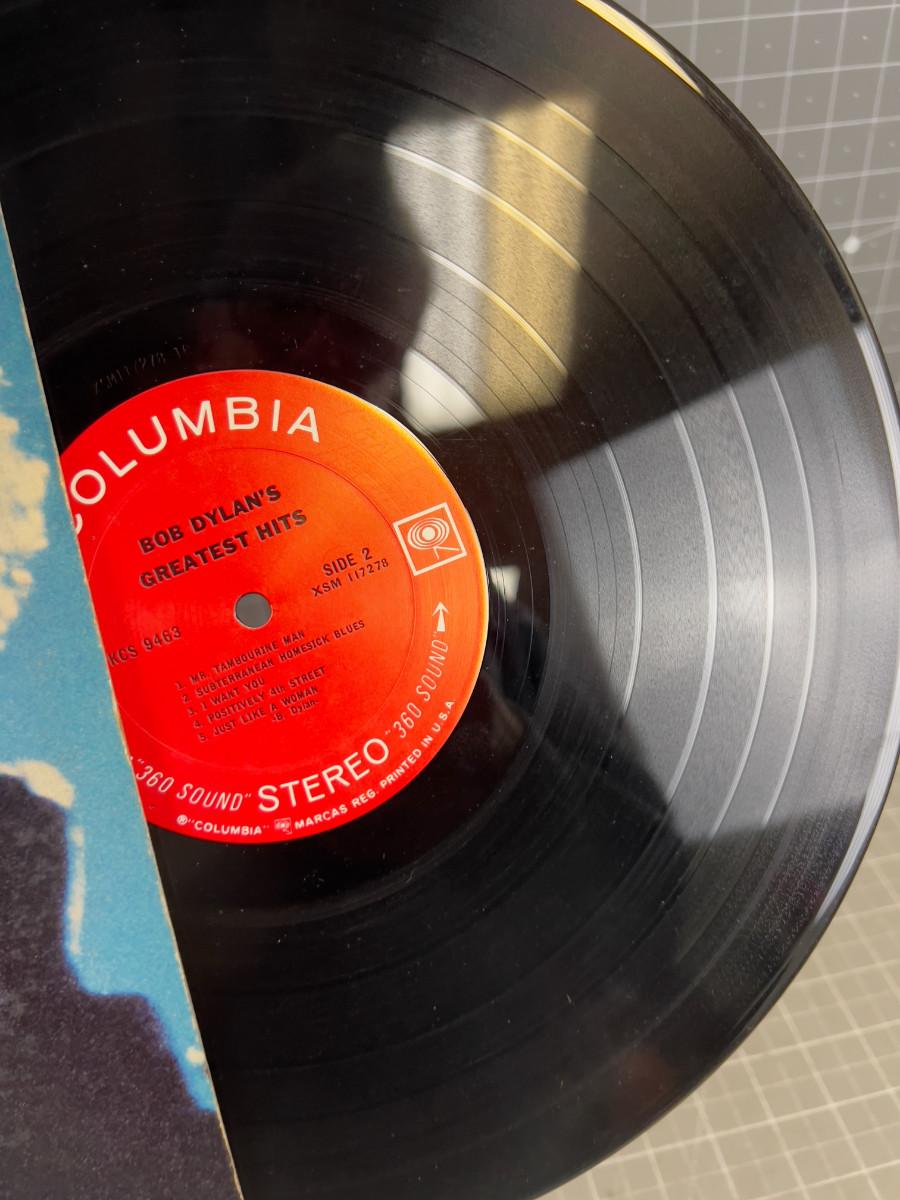 COLUMBIA
BOB DYLAN'S
GREATEST HITS
SIDE 2
XSM 117278
KCS 9463
1. MR. TAMBOURINE MAN
2. SUBTERRANEAN HOMESICK BLUES
3. I WANT YOU
4. POSITIVELY 4th STREET
5. JUST LIKE A WOMAN
-B. Dylan-
"360 SOUND" STEREO "360 SOUND"
®"COLUMBIA" MARCAS REG. PRINTED IN U.S.A